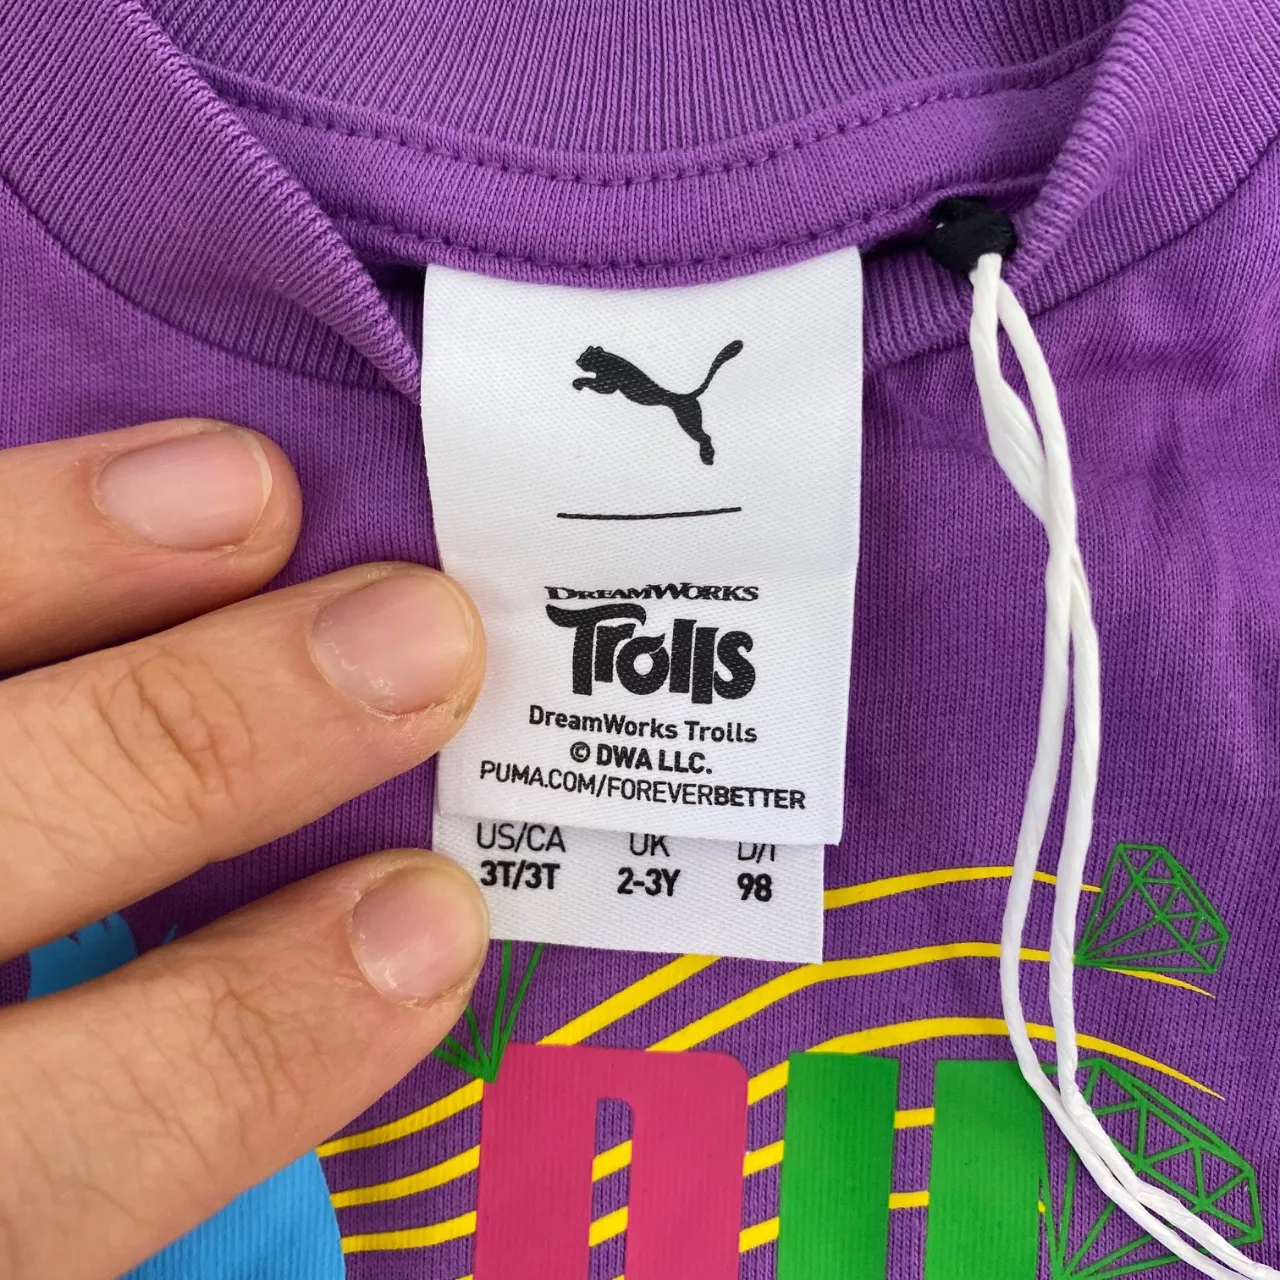 DREAMWORKS
Trolls
DreamWorks Trolls
© DWA LLC.
PUMA.COM/FOREVERBETTER
US/CA UK D/I
3T/3T 2-3Y 98